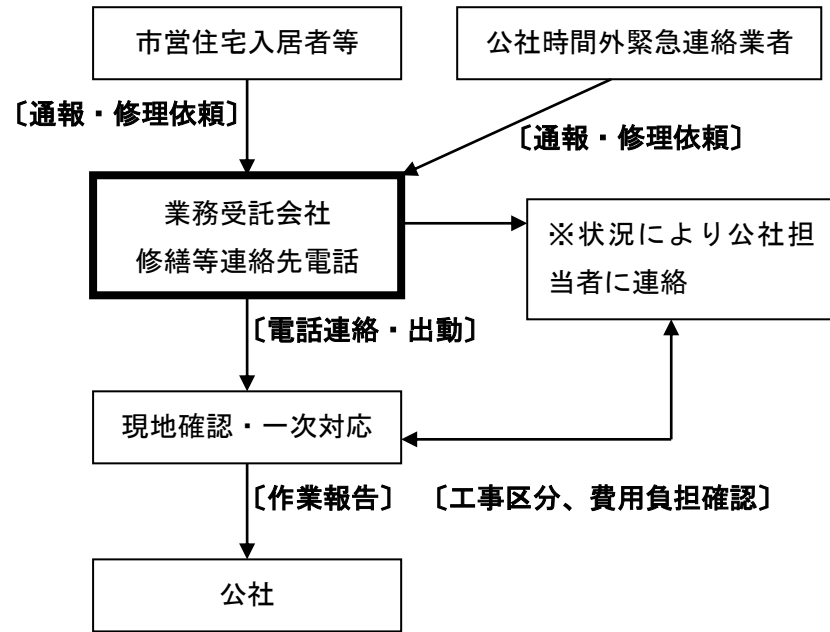 市営住宅入居者等
公社時間外緊急連絡業者
〔通報・修理依頼〕
〔通報・修理依頼〕
業務受託会社
修繕等連絡先電話
※状況により公社担
当者に連絡
〔電話連絡・出動〕
現地確認・一次対応
〔作業報告〕 〔工事区分、費用負担確認〕
公社